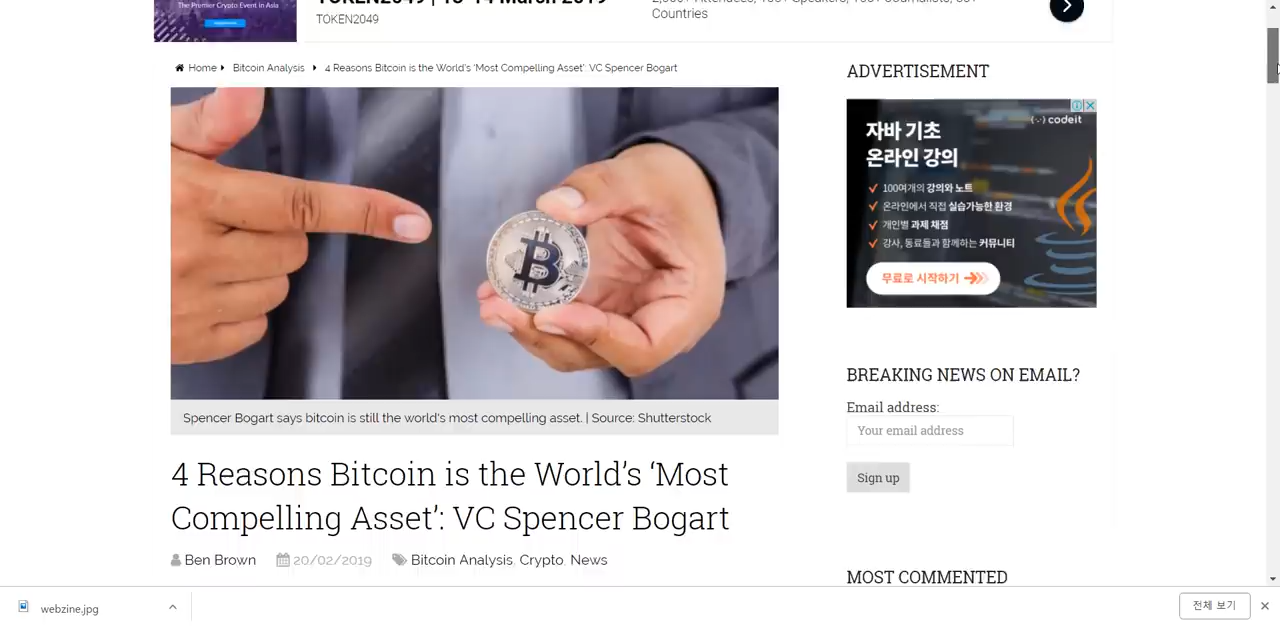 The Premier Crypto Event in Asia
TOKEN2049
Countries
Home Bitcoin Analysis 4 Reasons Bitcoin is the World's 'Most Compelling Asset': VC Spencer Bogart
Spencer Bogart says bitcoin is still the world's most compelling asset. | Source: Shutterstock
4 Reasons Bitcoin is the World's 'Most
Compelling Asset': VC Spencer Bogart
Ben Brown 20/02/2019 Bitcoin Analysis, Crypto, News
ADVERTISEMENT
codeit
자바 기초
온라인 강의
100여개의 강의와 노트
온라인에서 직접 실습가능한 환경
개인별 과제 채점
강사, 동료들과 함께하는 커뮤니티
무료로 시작하기
BREAKING NEWS ON EMAIL?
Email address:
Your email address
Sign up
MOST COMMENTED
webzine.jpg
전체 보기